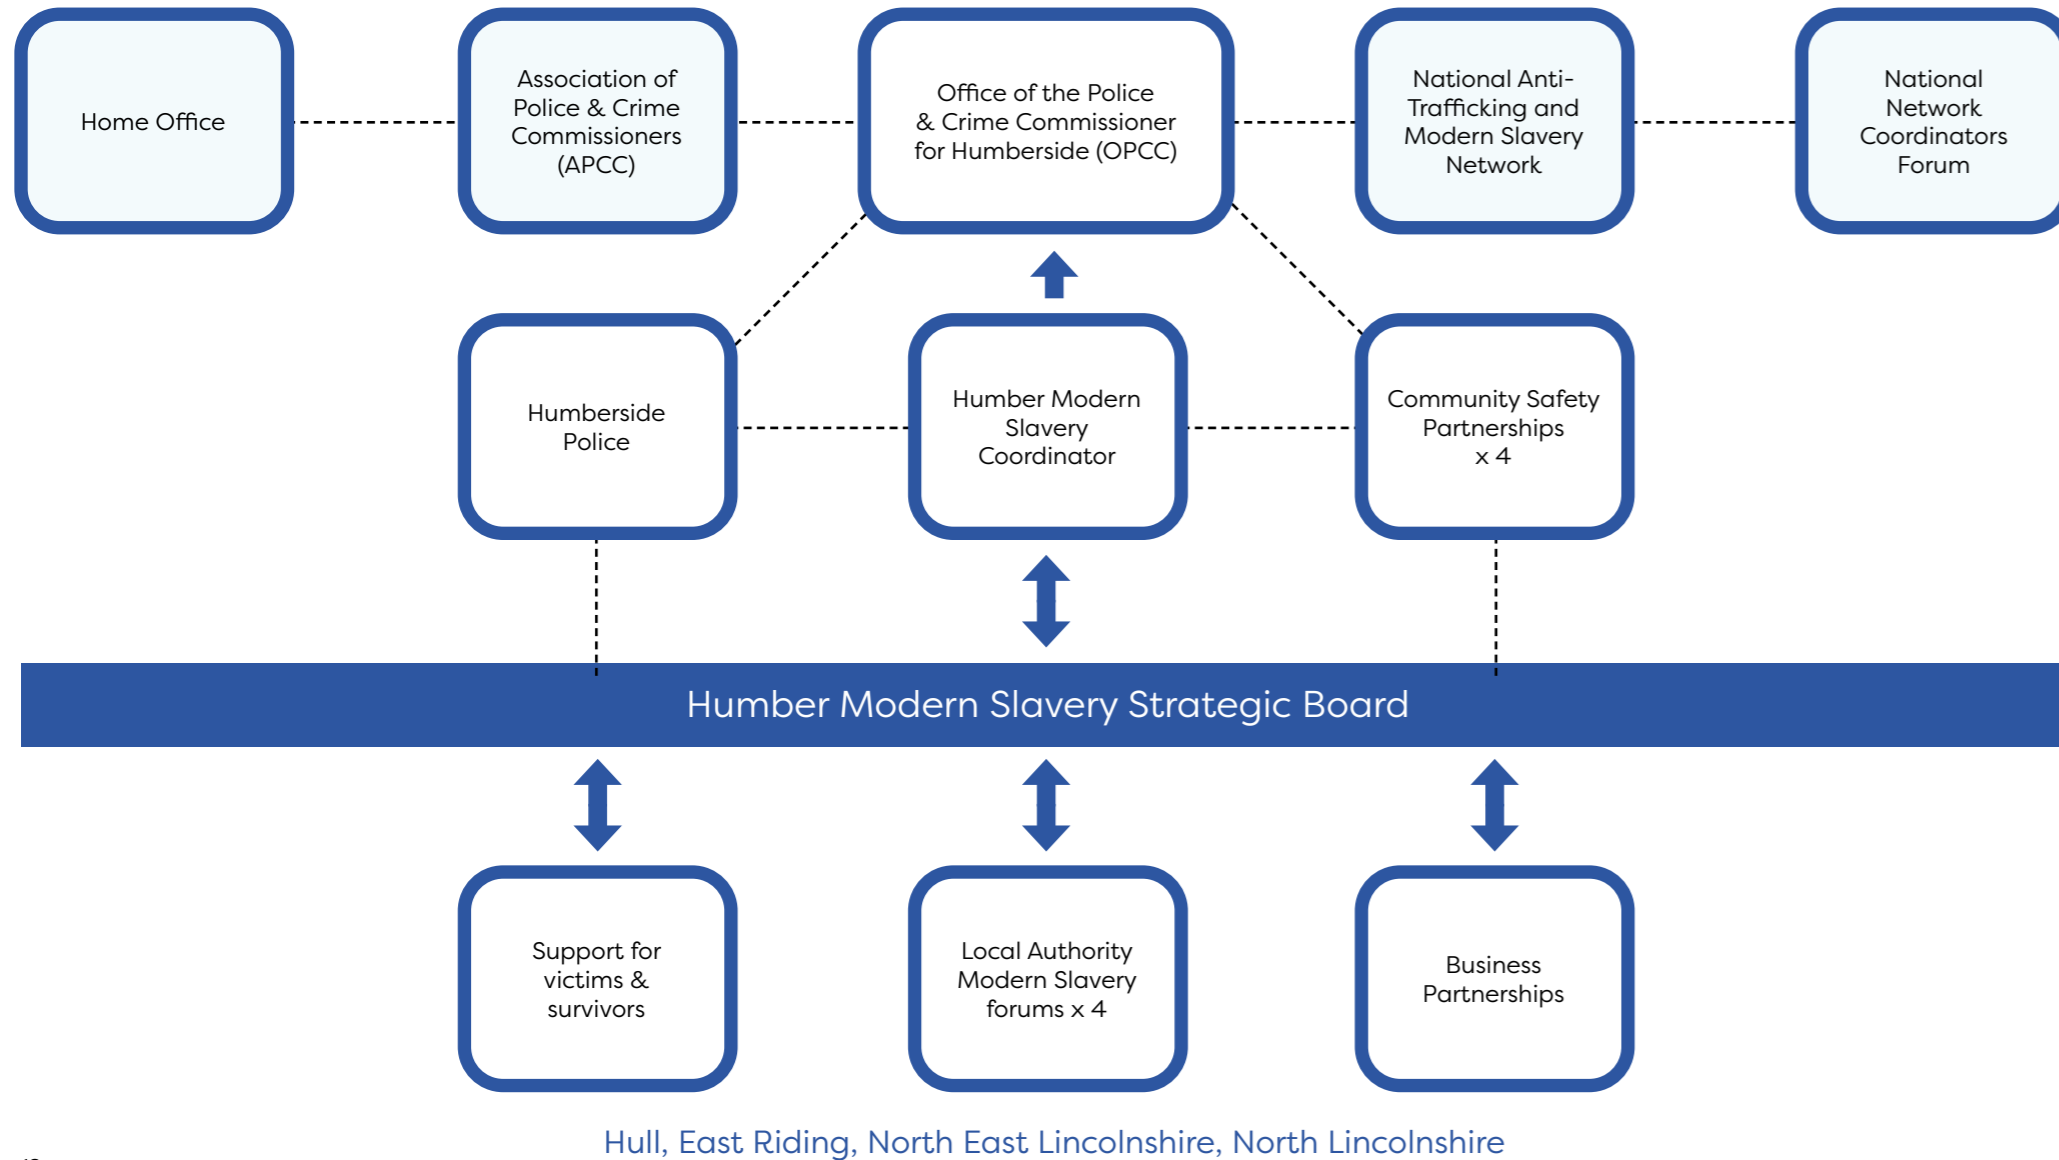 Home Office
Association of
Police & Crime
Commissioners
(APCC)
Office of the Police
& Crime Commissioner
for Humberside (OPCC)
National Anti-
Trafficking and
Modern Slavery
Network
National
Network
Coordinators
Forum
Humberside
Police
Humber Modern
Slavery
Coordinator
Community Safety
Partnerships
x 4
Humber Modern Slavery Strategic Board
Support for
victims &
survivors
Local Authority
Modern Slavery
forums x 4
Business
Partnerships
Hull, East Riding, North East Lincolnshire, North Lincolnshire